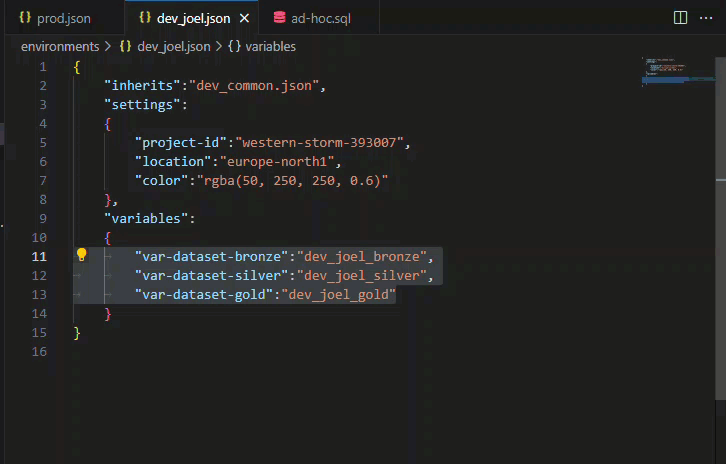 prod.json dev_joel.json ad-hoc.sql
environments > {} dev_joel.json > {} variables
1 {
2 "inherits":"dev_common.json",
3 "settings":
4 {
5 "project-id":"western-storm-393007",
6 "location":"europe-north1",
7 "color":"rgba(50, 250, 250, 0.6)"
8 },
9 "variables":
10 {
11 "var-dataset-bronze":"dev_joel_bronze",
12 "var-dataset-silver":"dev_joel_silver",
13 "var-dataset-gold":"dev_joel_gold"
14 }
15 }
16